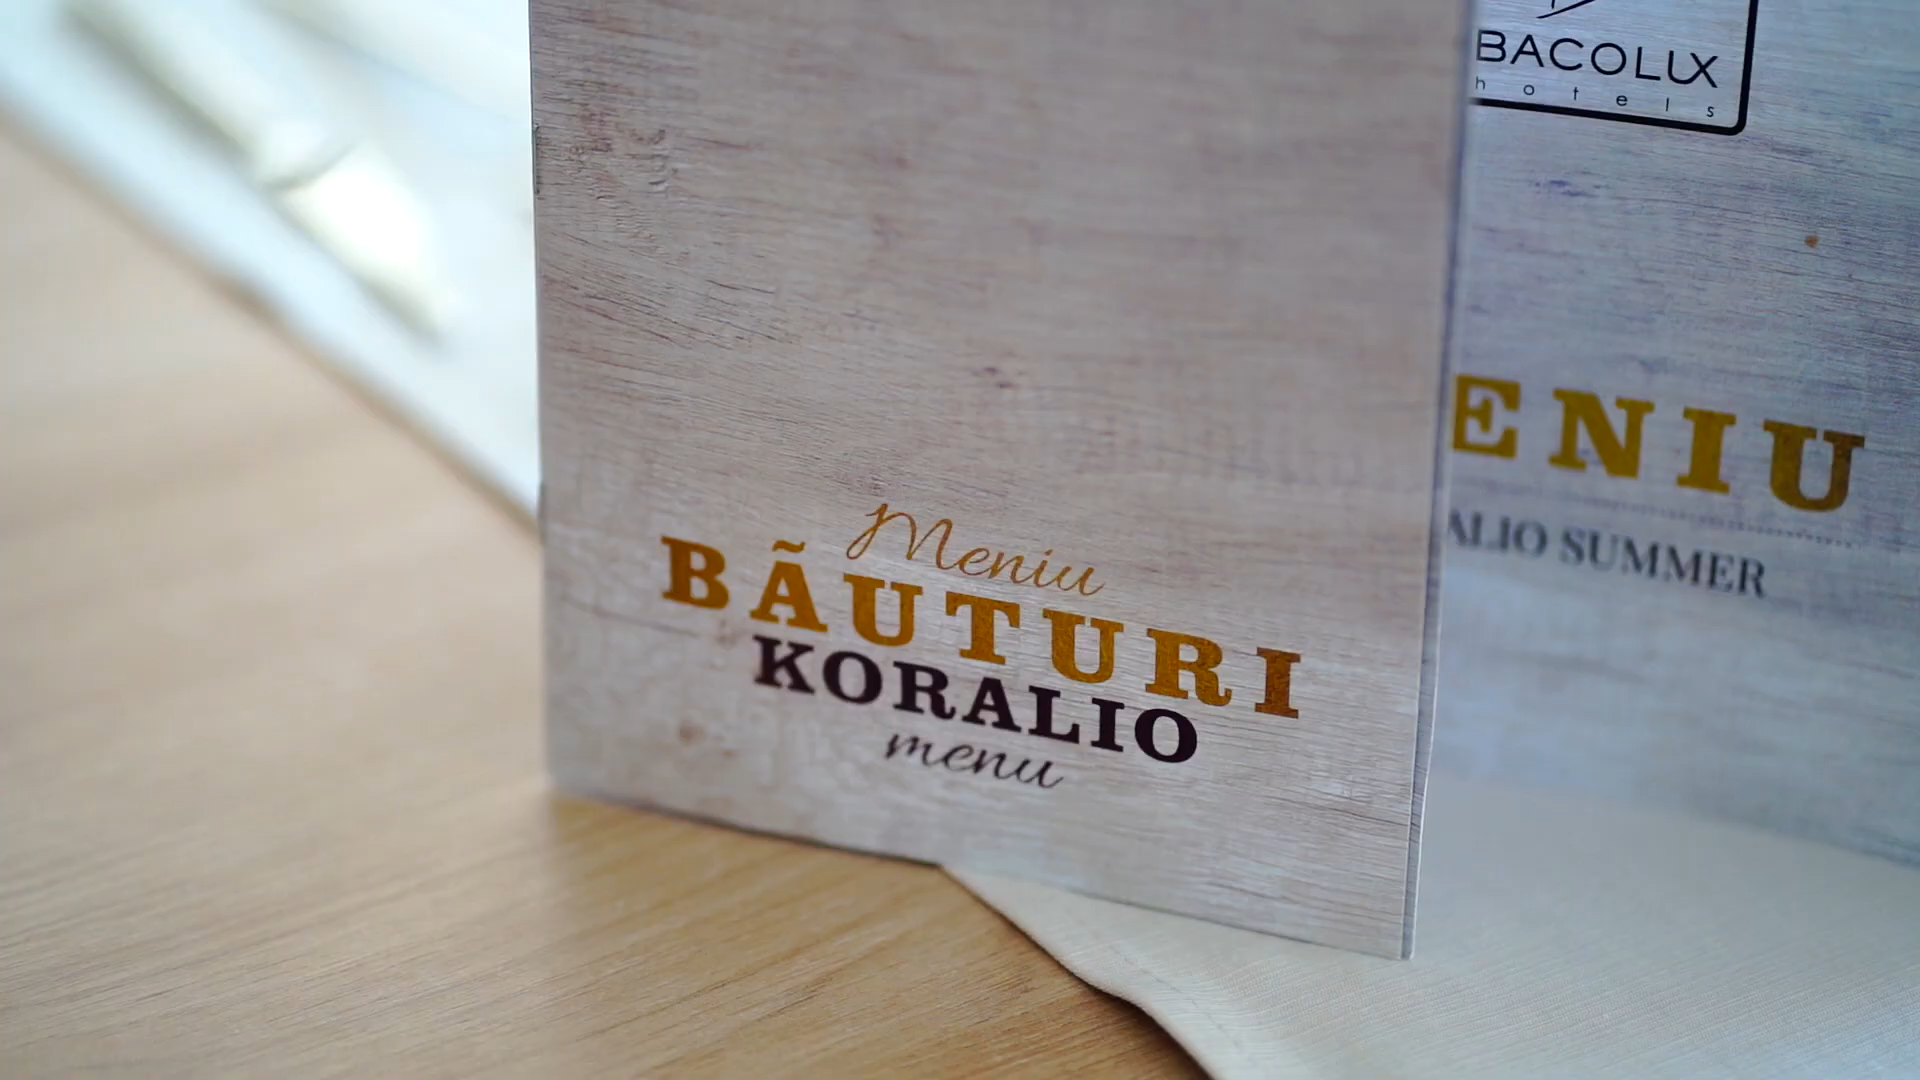 Meniu
BÃUTURI
KORALIO
menu
BACOLUX
hotels
ENIU
ALIO SUMMER